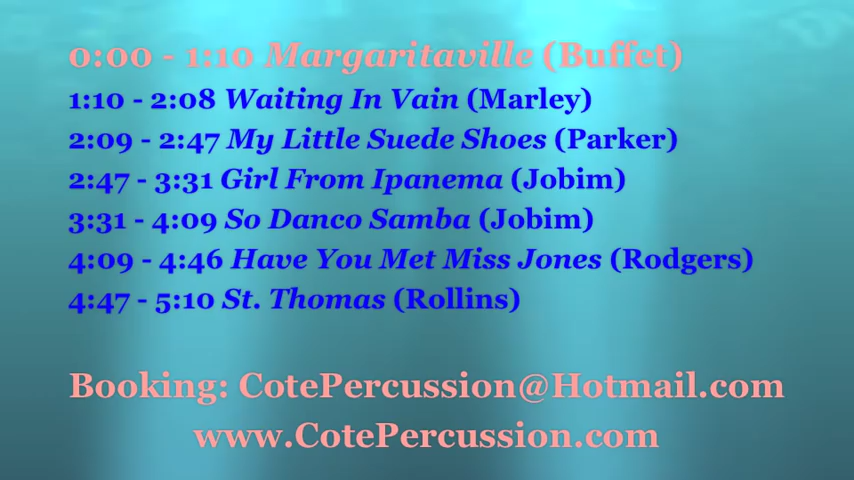 0:00 - 1:10 Margaritaville (Buffet)
1:10 - 2:08 Waiting In Vain (Marley)
2:09 - 2:47 My Little Suede Shoes (Parker)
2:47 - 3:31 Girl From Ipanema (Jobim)
3:31 - 4:09 So Danco Samba (Jobim)
4:09 - 4:46 Have You Met Miss Jones (Rodgers)
4:47 - 5:10 St. Thomas (Rollins)
Booking: CotePercussion@Hotmail.com
www.CotePercussion.com